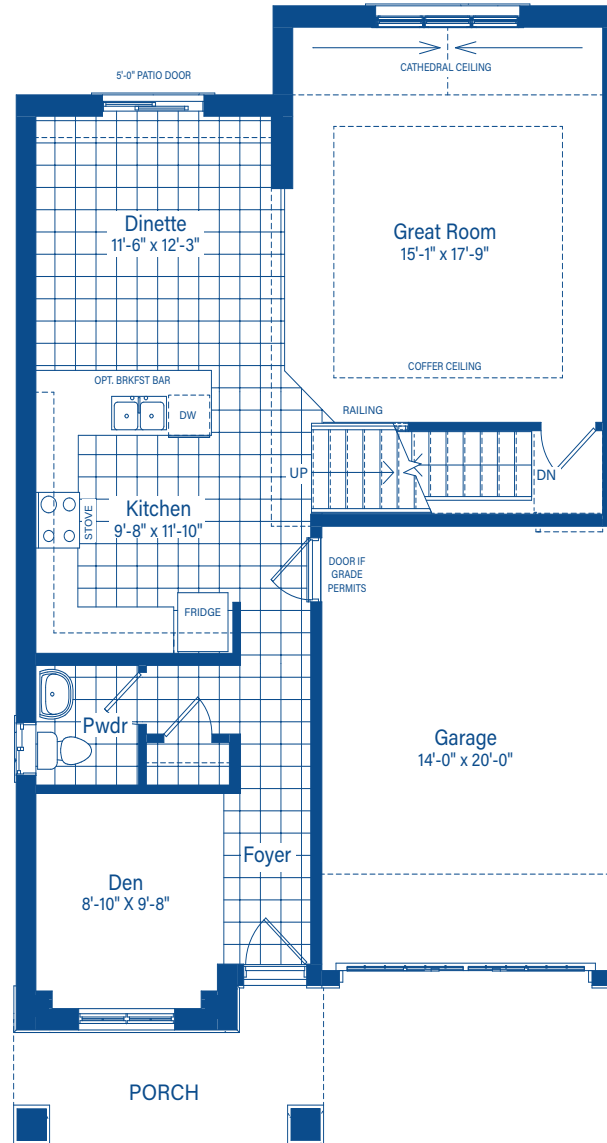 5'-0" PATIO DOOR
CATHEDRAL CEILING
Dinette
11'-6" x 12'-3"
Great Room
15'-1" x 17'-9"
COFFER CEILING
OPT. BRKFST BAR
DW
RAILING
UP
DN
Kitchen
9'-8" x 11'-10"
STOVE
DOOR IF
GRADE
PERMITS
FRIDGE
Pwdr
Garage
14'-0" x 20'-0"
Foyer
Den
8'-10" X 9'-8"
PORCH